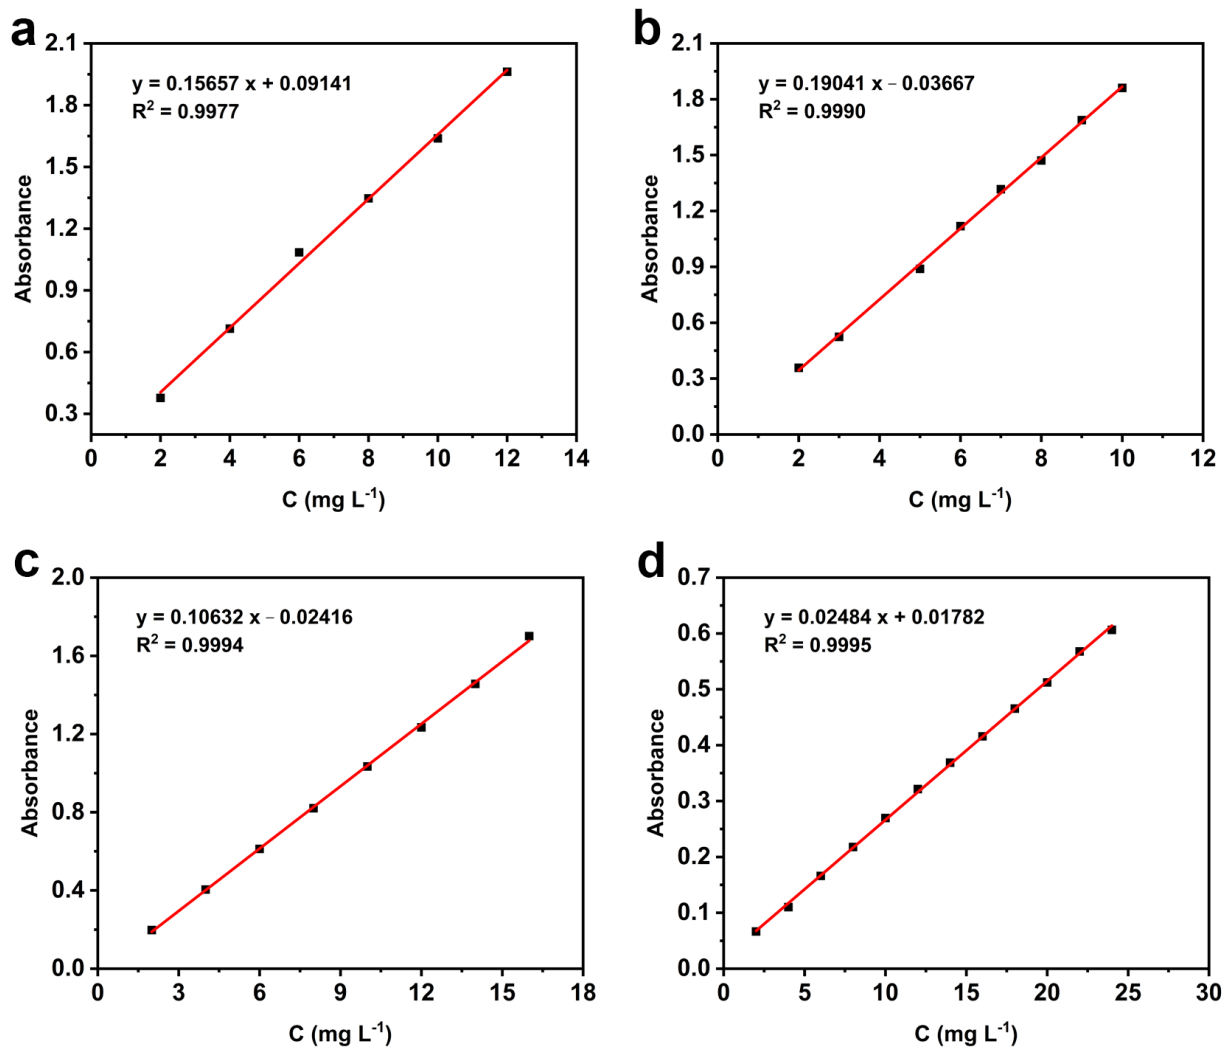 a
2.1
1.8
1.5
1.2
0.9
0.6
0.3
Absorbance
y = 0.15657 x + 0.09141
R² = 0.9977
0 2 4 6 8 10 12 14
C (mg L⁻¹)
b
2.1
1.8
1.5
1.2
0.9
0.6
0.3
0.0
Absorbance
y = 0.19041 x − 0.03667
R² = 0.9990
0 2 4 6 8 10 12
C (mg L⁻¹)
c
2.0
1.6
1.2
0.8
0.4
0.0
Absorbance
y = 0.10632 x − 0.02416
R² = 0.9994
0 3 6 9 12 15 18
C (mg L⁻¹)
d
0.7
0.6
0.5
0.4
0.3
0.2
0.1
0.0
Absorbance
y = 0.02484 x + 0.01782
R² = 0.9995
0 5 10 15 20 25 30
C (mg L⁻¹)